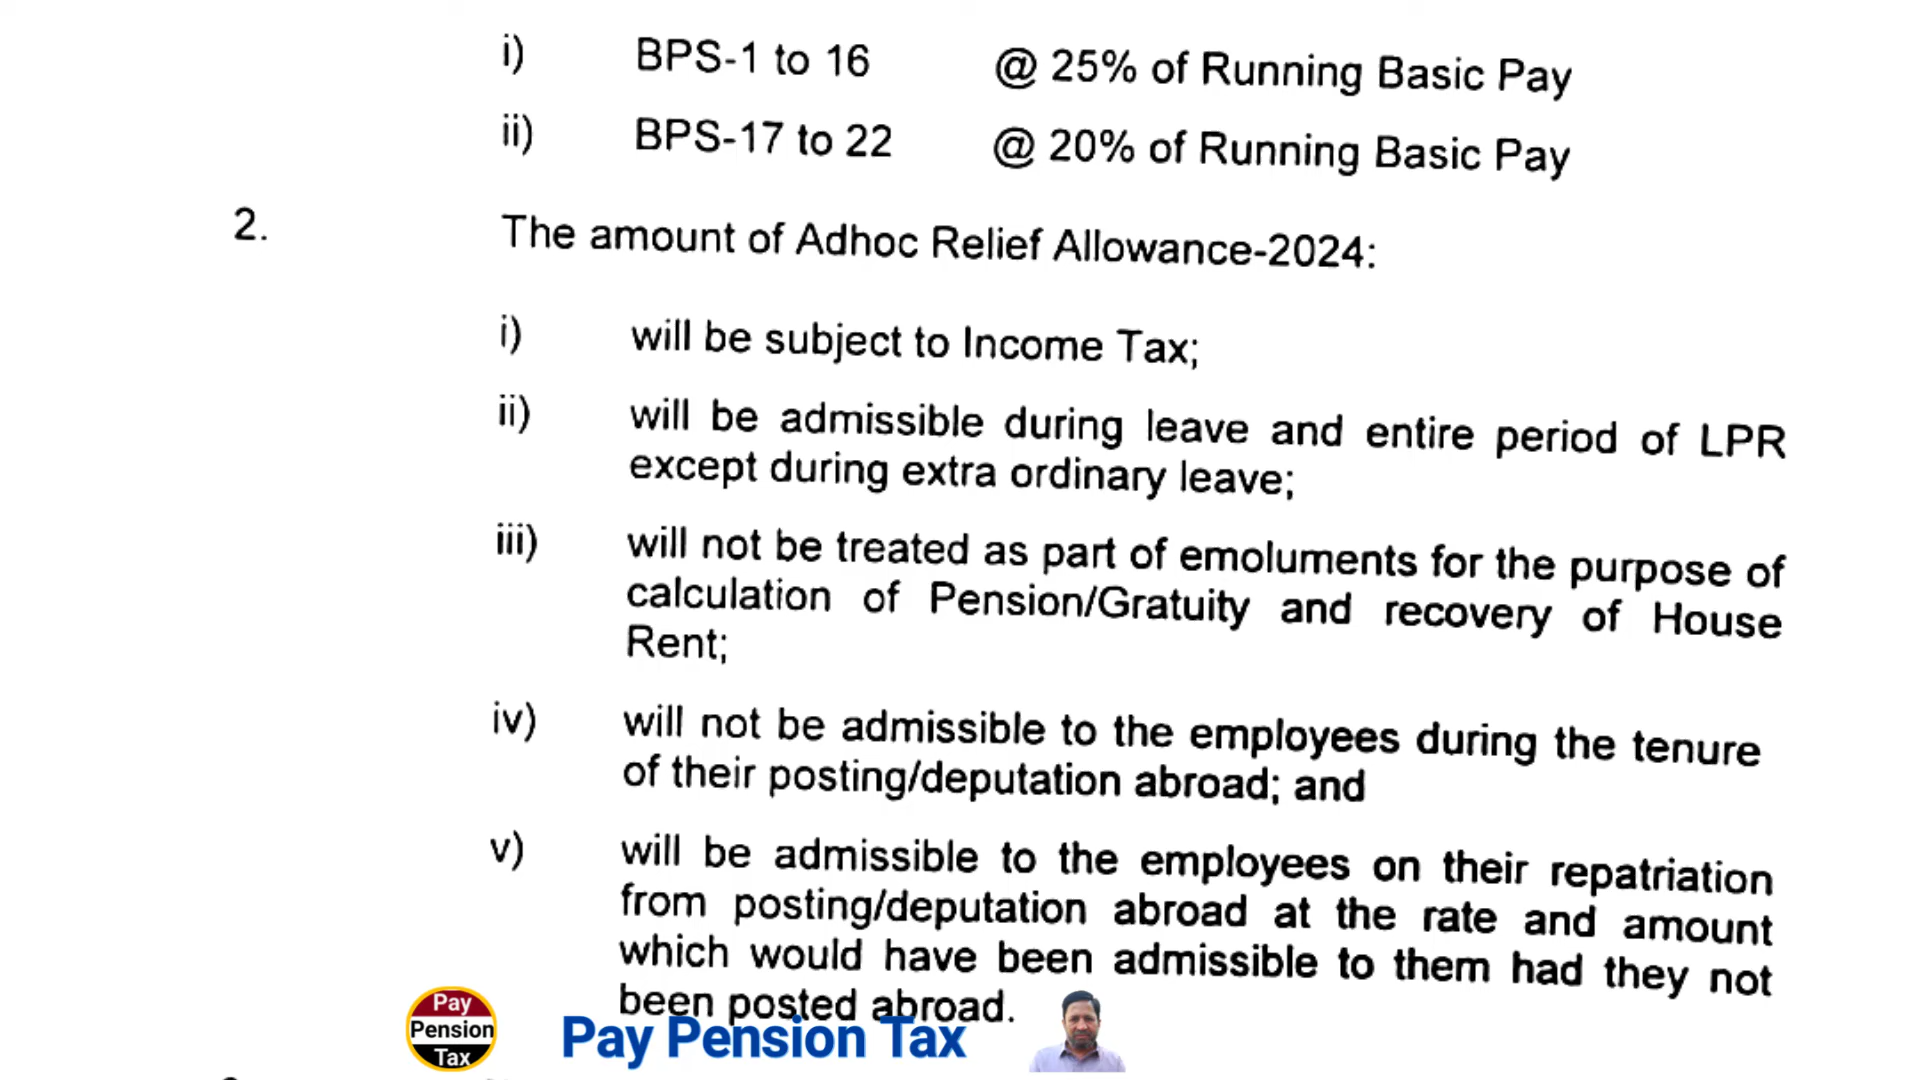 i) BPS-1 to 16 @ 25% of Running Basic Pay
ii) BPS-17 to 22 @ 20% of Running Basic Pay
2. The amount of Adhoc Relief Allowance-2024:
i) will be subject to Income Tax;
ii) will be admissible during leave and entire period of LPR
except during extra ordinary leave;
iii) will not be treated as part of emoluments for the purpose of
calculation of Pension/Gratuity and recovery of House
Rent;
iv) will not be admissible to the employees during the tenure
of their posting/deputation abroad; and
v) will be admissible to the employees on their repatriation
from posting/deputation abroad at the rate and amount
which would have been admissible to them had they not
been posted abroad.
Pay
Pension
Tax
Pay Pension Tax